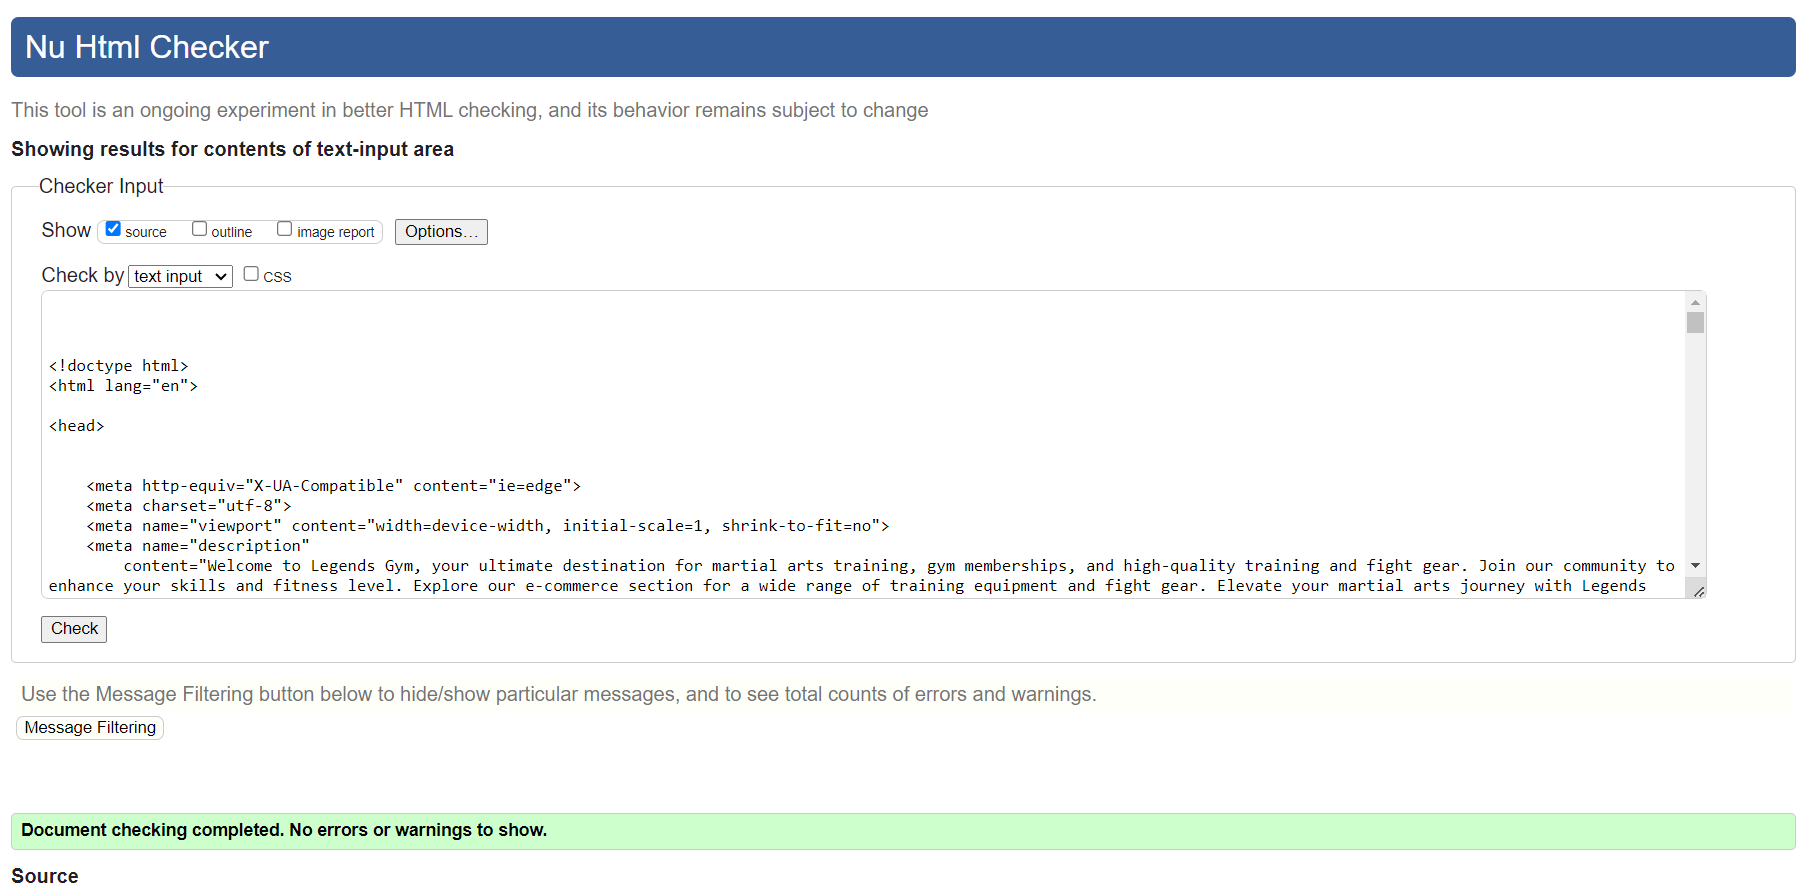 Nu Html Checker
This tool is an ongoing experiment in better HTML checking, and its behavior remains subject to change
Showing results for contents of text-input area
Checker Input
Show source outline image report Options...
Check by text input CSS
<!doctype html>
<html lang="en">
<head>
<meta http-equiv="X-UA-Compatible" content="ie=edge">
<meta charset="utf-8">
<meta name="viewport" content="width=device-width, initial-scale=1, shrink-to-fit=no">
<meta name="description"
content="Welcome to Legends Gym, your ultimate destination for martial arts training, gym memberships, and high-quality training and fight gear. Join our community to
enhance your skills and fitness level. Explore our e-commerce section for a wide range of training equipment and fight gear. Elevate your martial arts journey with Legends
Check
Use the Message Filtering button below to hide/show particular messages, and to see total counts of errors and warnings.
Message Filtering
Document checking completed. No errors or warnings to show.
Source